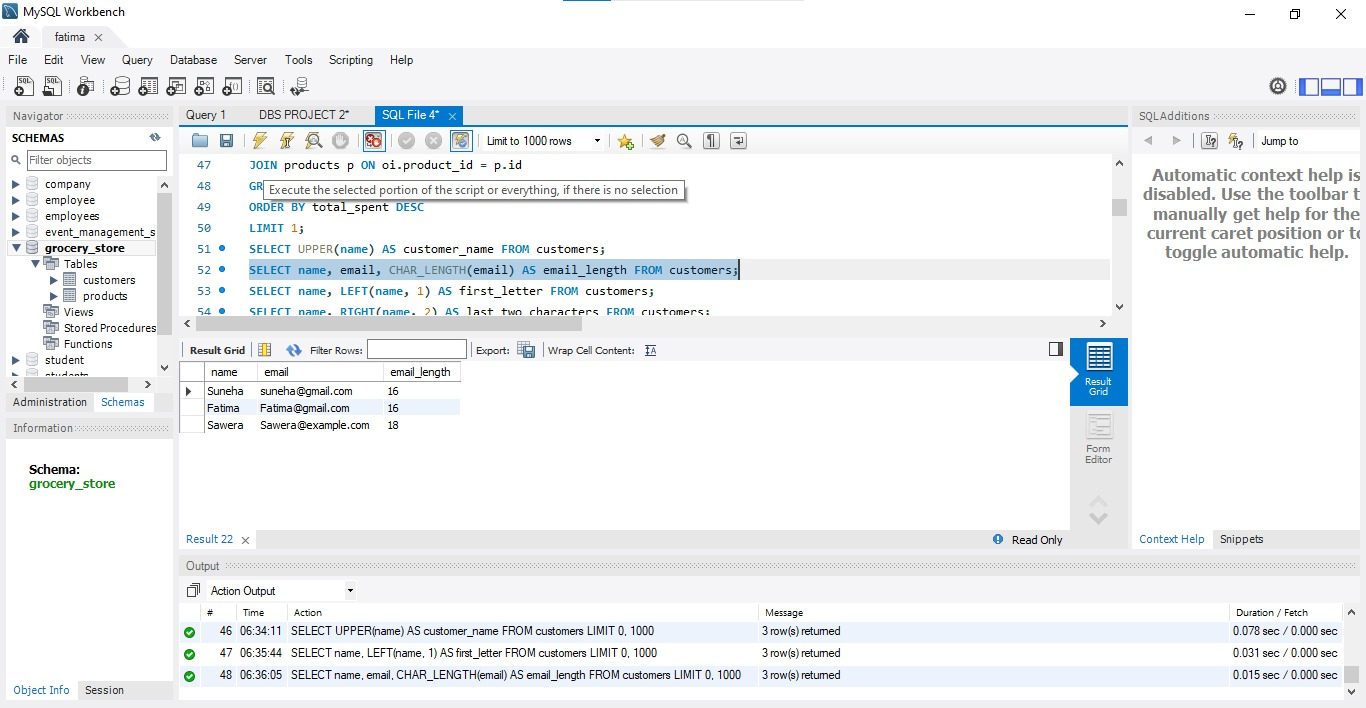 MySQL Workbench
fatima
File Edit View Query Database Server Tools Scripting Help
Navigator
SCHEMAS
Filter objects
company
employee
employees
event_management_s
grocery_store
Tables
customers
products
Views
Stored Procedures
Functions
student
students
Administration Schemas
Information
Schema:
grocery_store
Object Info Session
Query 1 DBS PROJECT 2* SQL File 4*
Limit to 1000 rows
47 JOIN products p ON oi.product_id = p.id
48 GR
Execute the selected portion of the script or everything, if there is no selection
49 ORDER BY total_spent DESC
50 LIMIT 1;
51 SELECT UPPER(name) AS customer_name FROM customers;
52 SELECT name, email, CHAR_LENGTH(email) AS email_length FROM customers;
53 SELECT name, LEFT(name, 1) AS first_letter FROM customers;
54 SELECT name, RIGHT(name, 2) AS last_two_characters FROM customers;
Result Grid Filter Rows: Export: Wrap Cell Content:
name email email_length
Suneha suneha@gmail.com 16
Fatima Fatima@gmail.com 16
Sawera Sawera@example.com 18
Result Grid
Form Editor
Result 22
Read Only
Output
Action Output
# Time Action Message Duration / Fetch
46 06:34:11 SELECT UPPER(name) AS customer_name FROM customers LIMIT 0, 1000 3 row(s) returned 0.078 sec / 0.000 sec
47 06:35:44 SELECT name, LEFT(name, 1) AS first_letter FROM customers LIMIT 0, 1000 3 row(s) returned 0.031 sec / 0.000 sec
48 06:36:05 SELECT name, email, CHAR_LENGTH(email) AS email_length FROM customers LIMIT 0, 1000 3 row(s) returned 0.015 sec / 0.000 sec
SQLAdditions
Jump to
Automatic context help is
disabled. Use the toolbar t
manually get help for the
current caret position or to
toggle automatic help.
Context Help Snippets